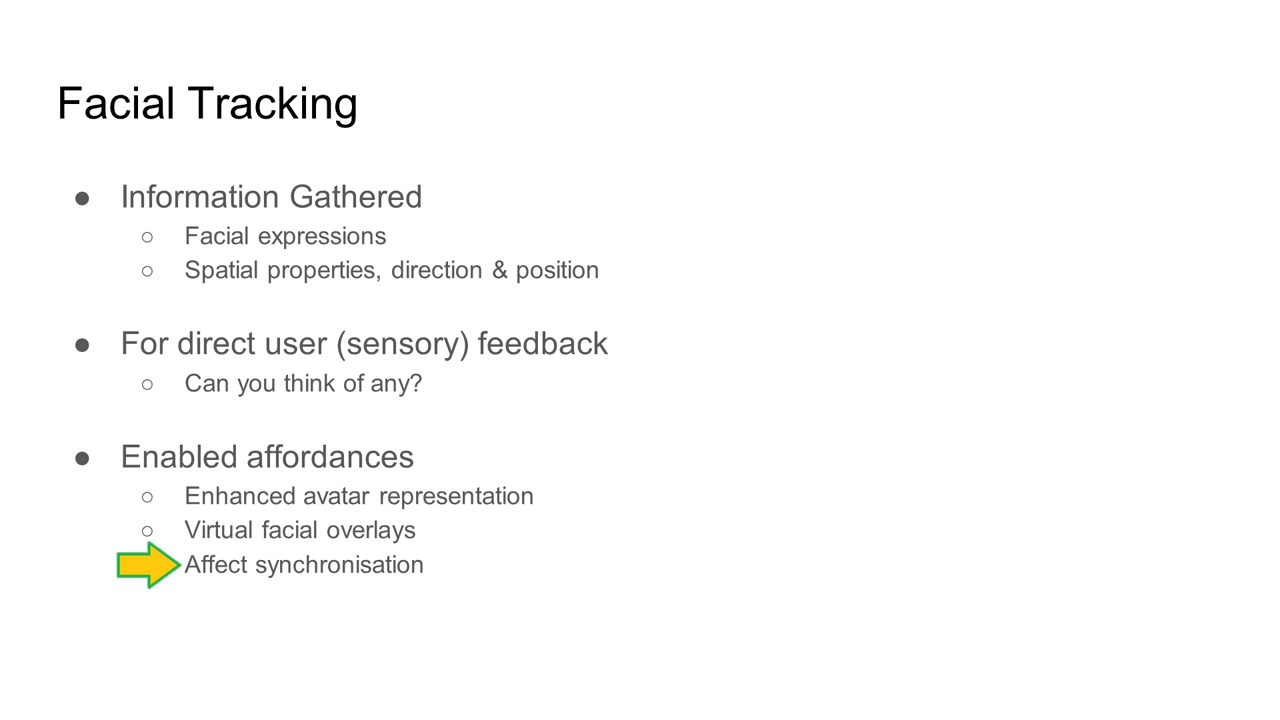 Facial Tracking
● Information Gathered
○ Facial expressions
○ Spatial properties, direction & position
● For direct user (sensory) feedback
○ Can you think of any?
● Enabled affordances
○ Enhanced avatar representation
○ Virtual facial overlays
Affect synchronisation